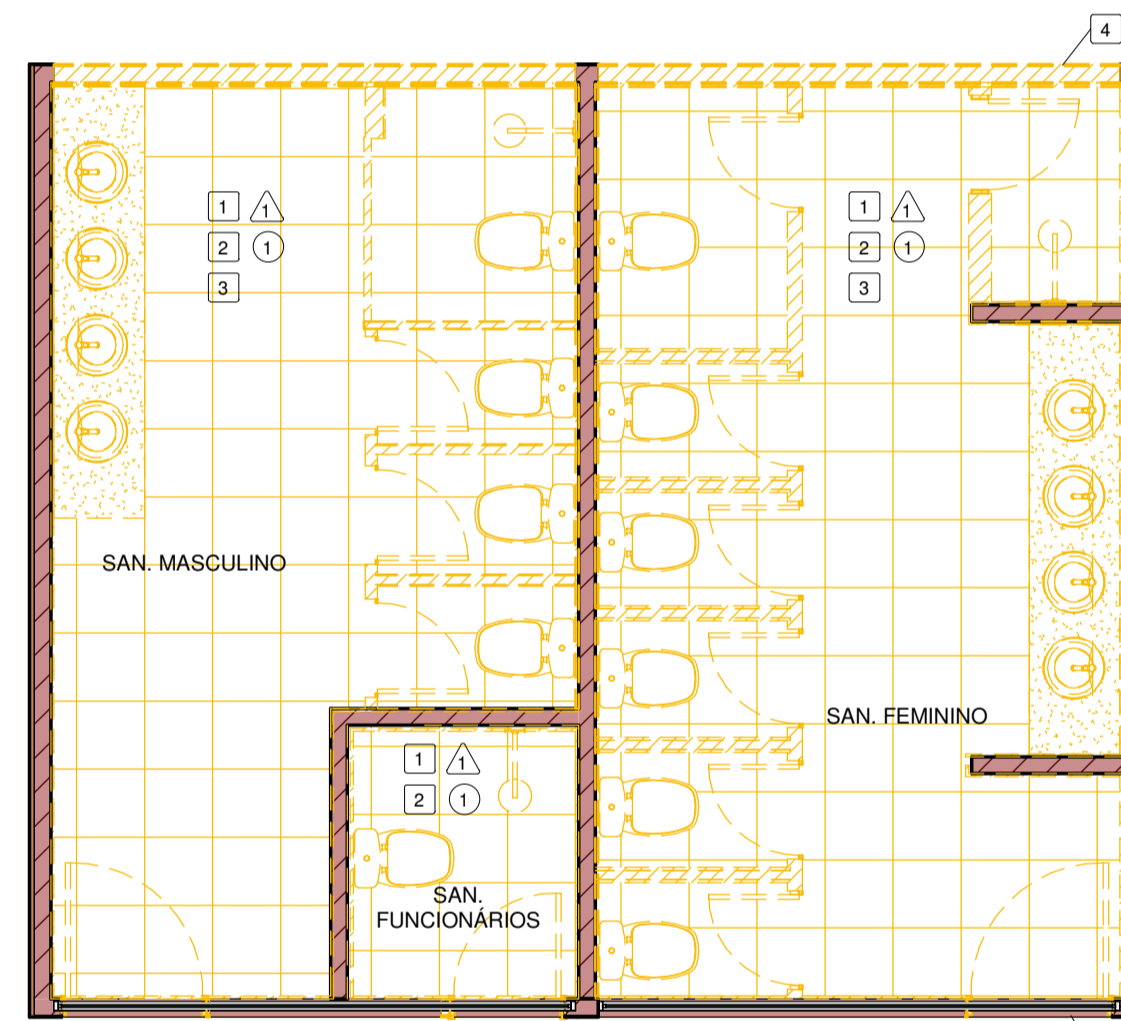 4
1 1
2 1
3
1 1
2 1
3
SAN. MASCULINO
SAN. FEMININO
1 1
2 1
SAN.
FUNCIONÁRIOS